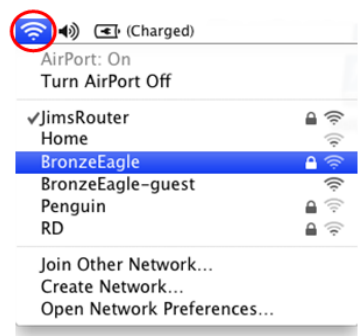 (Charged)
AirPort: On
Turn AirPort Off
✓JimsRouter
Home
BronzeEagle
BronzeEagle-guest
Penguin
RD
Join Other Network...
Create Network...
Open Network Preferences...